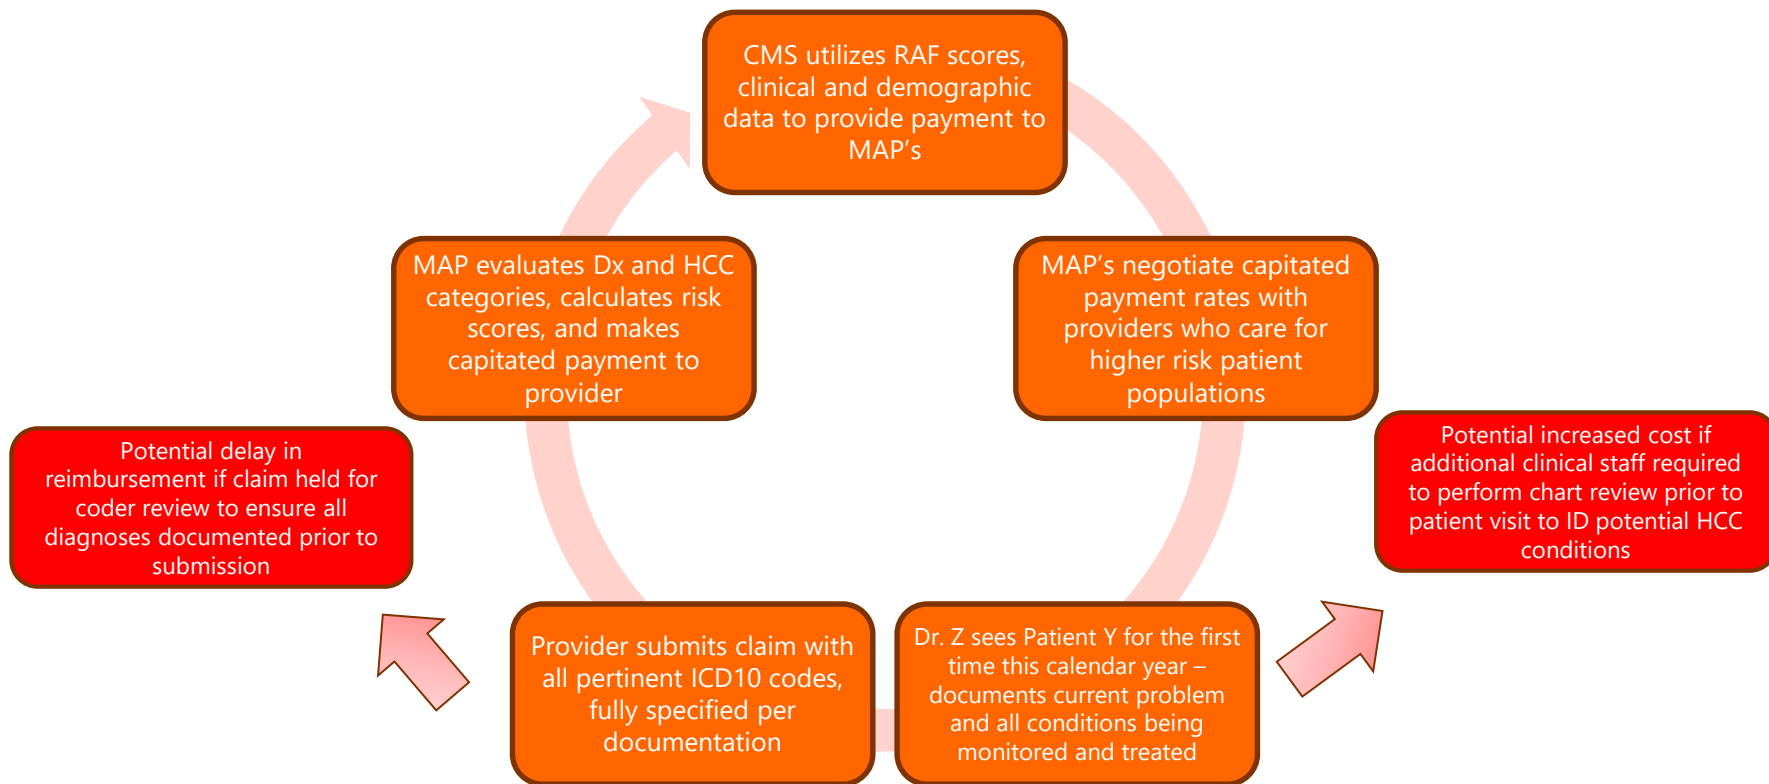 CMS utilizes RAF scores,
clinical and demographic
data to provide payment to
MAP’s
MAP evaluates Dx and HCC
categories, calculates risk
scores, and makes
capitated payment to
provider
MAP’s negotiate capitated
payment rates with
providers who care for
higher risk patient
populations
Potential delay in
reimbursement if claim held for
coder review to ensure all
diagnoses documented prior to
submission
Potential increased cost if
additional clinical staff required
to perform chart review prior to
patient visit to ID potential HCC
conditions
Provider submits claim with
all pertinent ICD10 codes,
fully specified per
documentation
Dr. Z sees Patient Y for the first
time this calendar year –
documents current problem
and all conditions being
monitored and treated